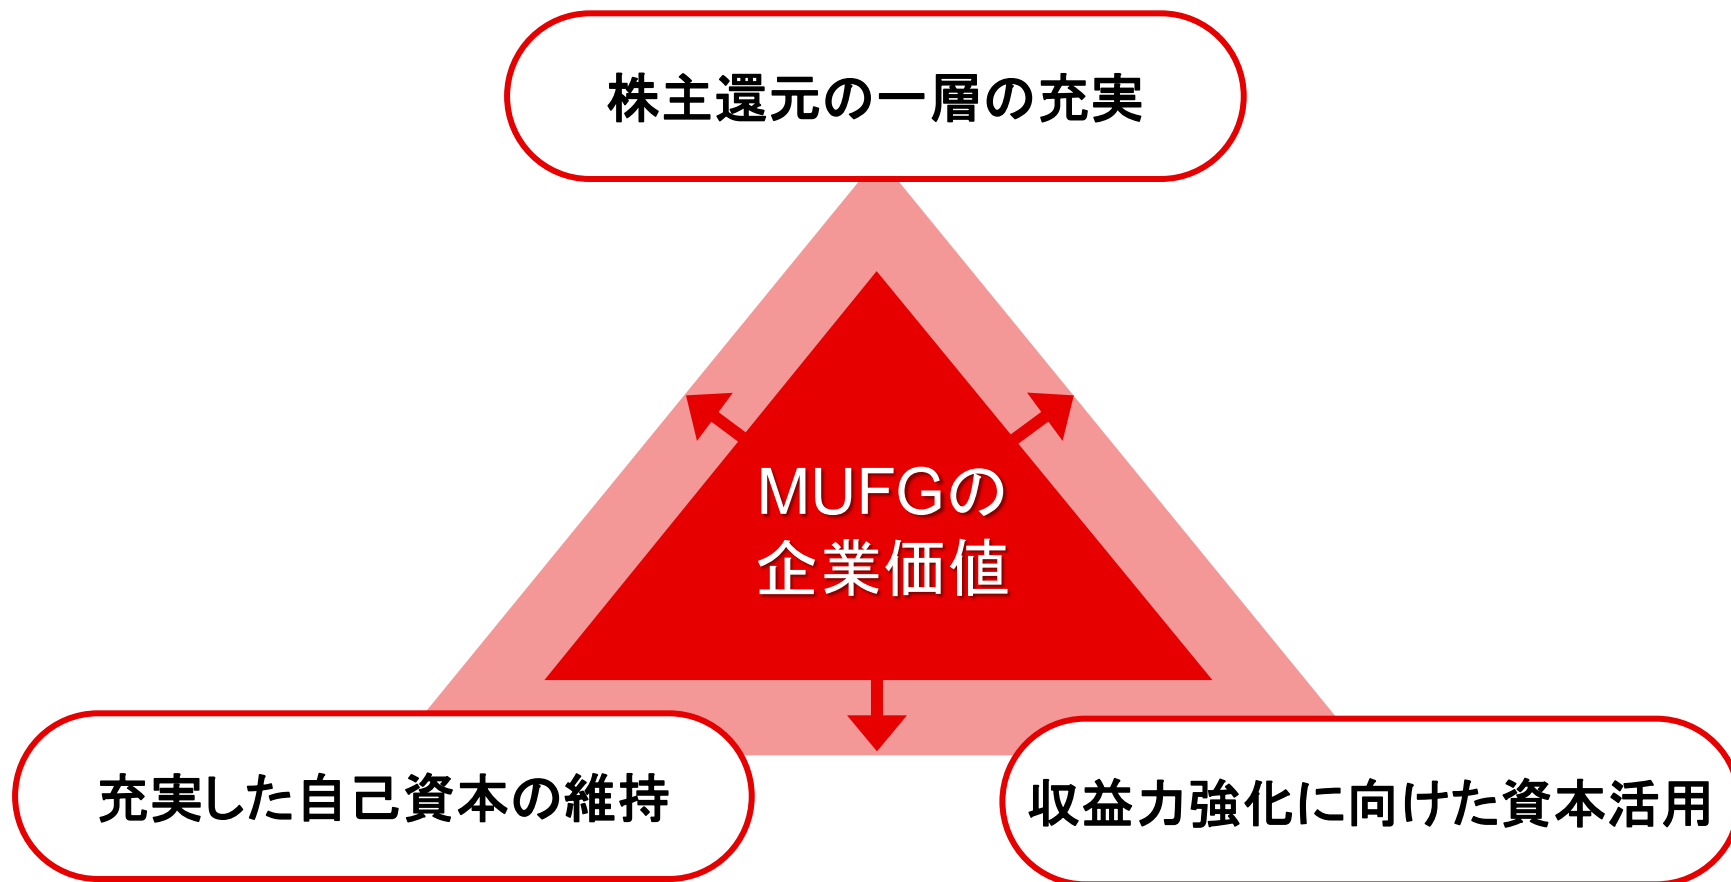 株主還元の一層の充実
MUFGの
企業価値
充実した自己資本の維持
収益力強化に向けた資本活用